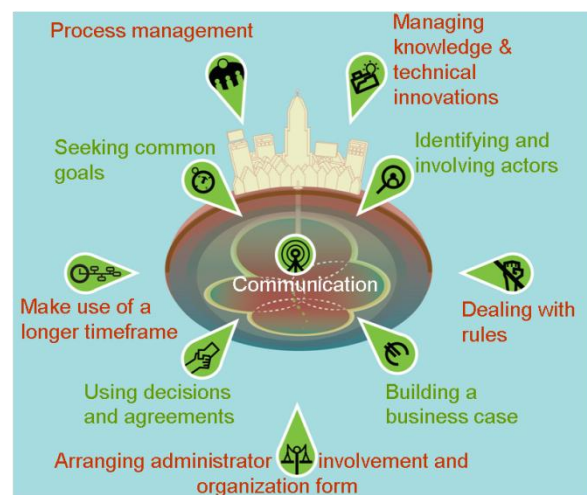 Process management
Managing
knowledge &
technical
innovations
Seeking common
goals
Identifying and
involving actors
Communication
Make use of a
longer timeframe
Dealing with
rules
Using decisions
and agreements
Building a
business case
Arranging administrator involvement and
organization form